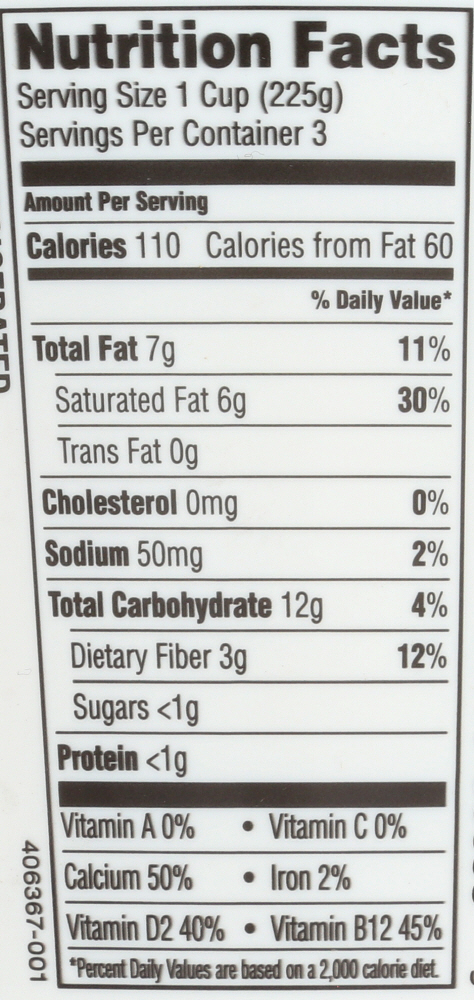 Nutrition Facts
Serving Size 1 Cup (225g)
Servings Per Container 3
Amount Per Serving
Calories 110 Calories from Fat 60
% Daily Value*
Total Fat 7g 11%
Saturated Fat 6g 30%
Trans Fat 0g
Cholesterol 0mg 0%
Sodium 50mg 2%
Total Carbohydrate 12g 4%
Dietary Fiber 3g 12%
Sugars <1g
Protein <1g
Vitamin A 0% • Vitamin C 0%
Calcium 50% • Iron 2%
Vitamin D2 40% • Vitamin B12 45%
*Percent Daily Values are based on a 2,000 calorie diet.
406367-001